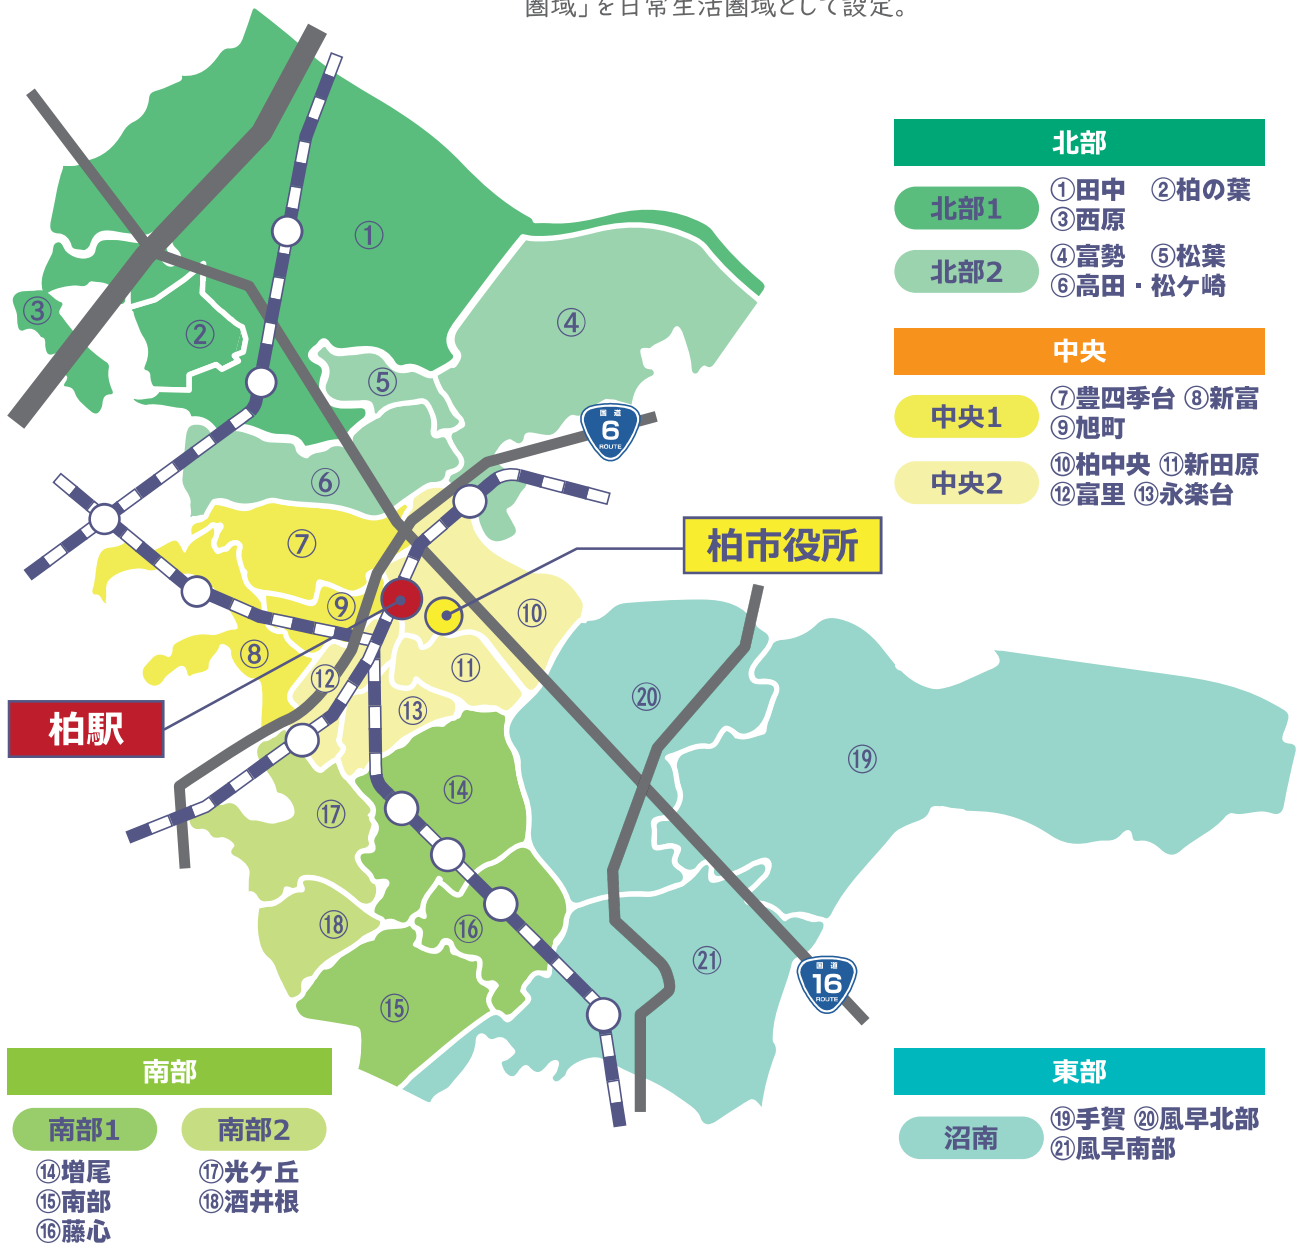 圏域」を日常生活圏域として設定。
北部
北部1
①田中 ②柏の葉
③西原
北部2
④富勢 ⑤松葉
⑥高田・松ケ崎
中央
中央1
⑦豊四季台 ⑧新富
⑨旭町
中央2
⑩柏中央 ⑪新田原
⑫富里 ⑬永楽台
①
②
③
④
⑤
国道
6
ROUTE
⑥
⑦
柏市役所
⑨
⑩
⑧
⑪
⑫
⑬
⑳
柏駅
⑲
⑭
⑰
⑱
⑯
㉑
国道
16
ROUTE
⑮
南部
南部1
⑭増尾
⑮南部
⑯藤心
南部2
⑰光ケ丘
⑱酒井根
東部
沼南
⑲手賀 ⑳風早北部
㉑風早南部